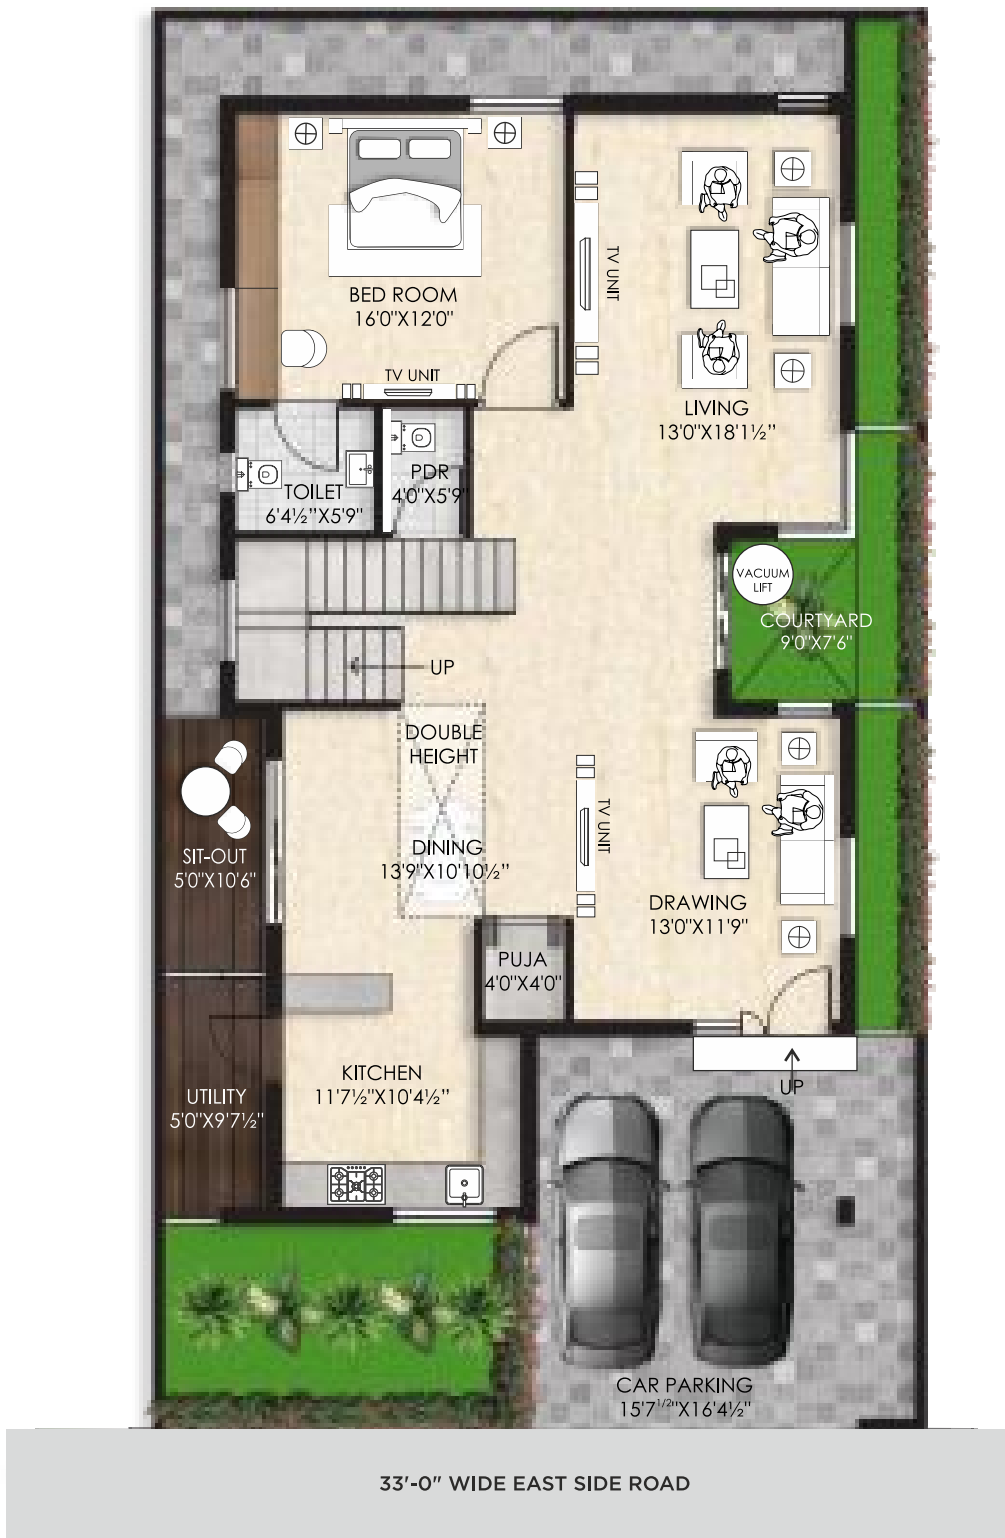 BED ROOM
16'0"X12'0"
TV UNIT
TV UNIT
LIVING
13'0"X18'1½"
TOILET
6'4½"X5'9"
PDR
4'0"X5'9"
VACUUM
LIFT
COURTYARD
9'0"X7'6"
UP
DOUBLE
HEIGHT
DINING
13'9"X10'10½"
TV UNIT
SIT-OUT
5'0"X10'6"
DRAWING
13'0"X11'9"
PUJA
4'0"X4'0"
KITCHEN
11'7½"X10'4½"
UTILITY
5'0"X9'7½"
UP
CAR PARKING
15'7½"X16'4½"
33'-0" WIDE EAST SIDE ROAD